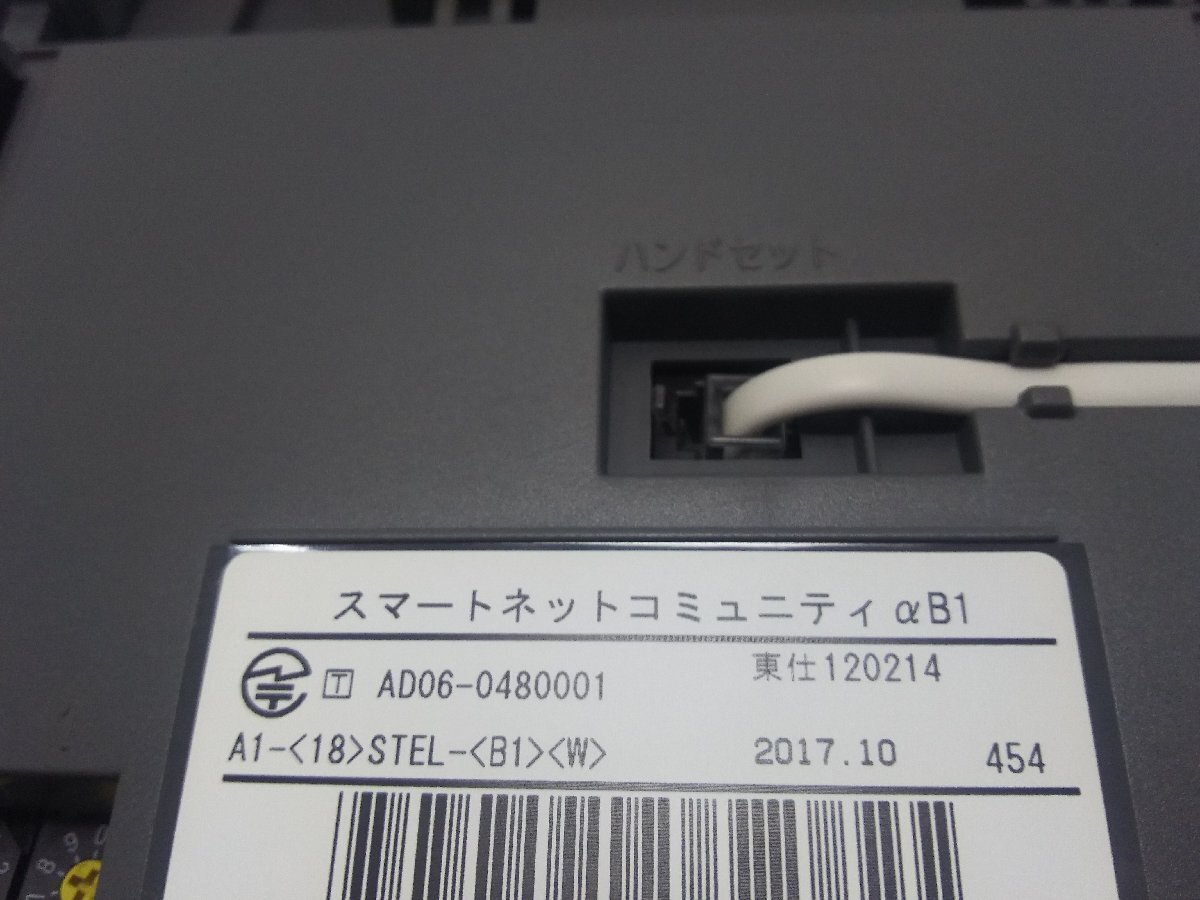 ハンドセット
スマートネットコミュニティαB1
T AD06-0480001
東仕120214
A1-<18>STEL-<B1><W>
2017.10
454